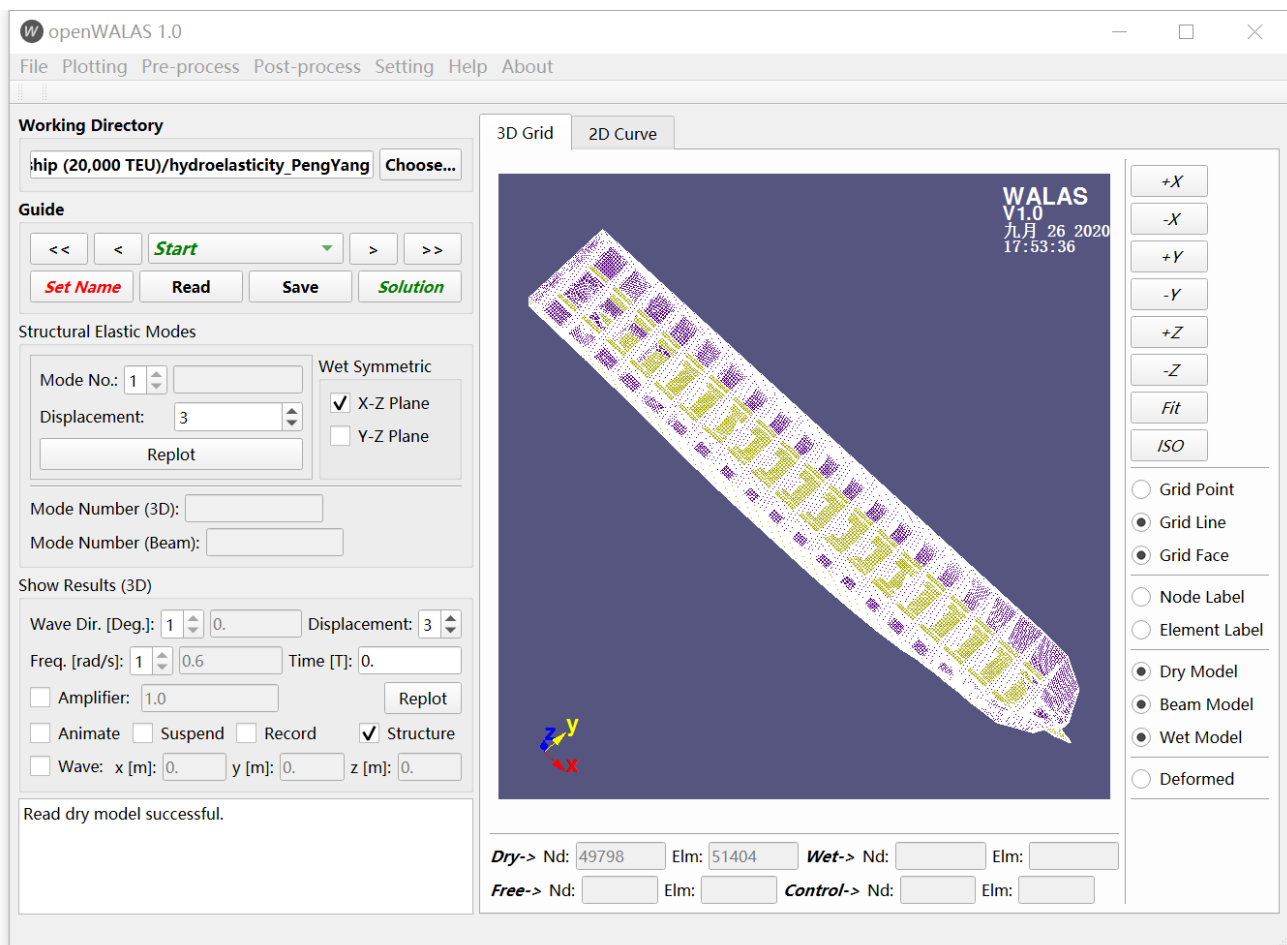 W openWALAS 1.0
File Plotting Pre-process Post-process Setting Help About
Working Directory
ship (20,000 TEU)/hydroelasticity_PengYang Choose...
Guide
<< < Start > >>
Set Name Read Save Solution
Structural Elastic Modes
Mode No.: 1
Displacement: 3
Replot
Wet Symmetric
X-Z Plane
Y-Z Plane
Mode Number (3D):
Mode Number (Beam):
Show Results (3D)
Wave Dir. [Deg.]: 1 0. Displacement: 3
Freq. [rad/s]: 1 0.6 Time [T]: 0.
Amplifier: 1.0 Replot
Animate Suspend Record Structure
Wave: x [m]: 0. y [m]: 0. z [m]: 0.
Read dry model successful.
3D Grid 2D Curve
WALAS
V1.0
九月 26 2020
17:53:36
z y
x
Dry-> Nd: 49798 Elm: 51404 Wet-> Nd: Elm:
Free-> Nd: Elm: Control-> Nd: Elm:
+X
-X
+Y
-Y
+Z
-Z
Fit
ISO
Grid Point
Grid Line
Grid Face
Node Label
Element Label
Dry Model
Beam Model
Wet Model
Deformed